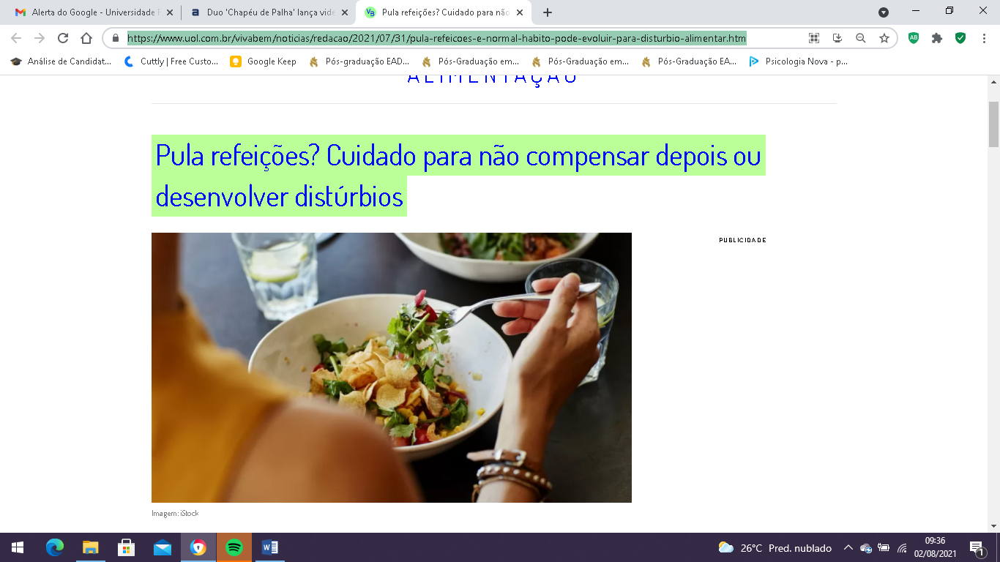 Alerta do Google - Universidade F
Duo 'Chapéu de Palha' lança vide
Pula refeições? Cuidado para não
https://www.uol.com.br/vivabem/noticias/redacao/2021/07/31/pula-refeicoes-e-normal-habito-pode-evoluir-para-disturbio-alimentar.htm
Análise de Candidat...
Cuttly | Free Custo...
Google Keep
Pós-graduação EAD...
Pós-Graduação em...
Pós-Graduação em...
Pós-Graduação EA...
Psicologia Nova - p...
ALIMENTAÇÃO
Pula refeições? Cuidado para não compensar depois ou
desenvolver distúrbios
PUBLICIDADE
Imagem: iStock
26°C Pred. nublado
09:36
02/08/2021
1